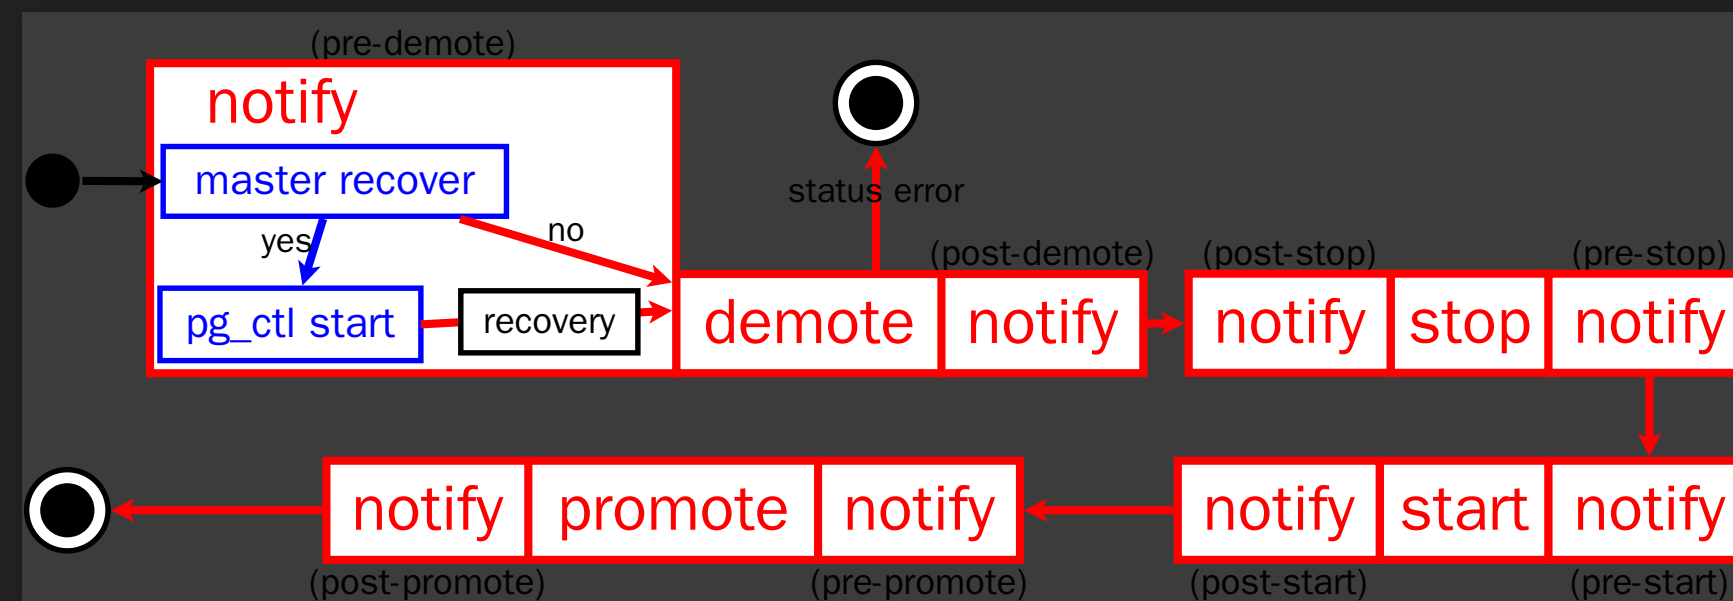 (pre-demote)
notify
master recover
yes
no
pg_ctl start
recovery
status error
(post-demote)
(post-stop)
(pre-stop)
demote
notify
notify
stop
notify
notify
promote
notify
notify
start
notify
(post-promote)
(pre-promote)
(post-start)
(pre-start)